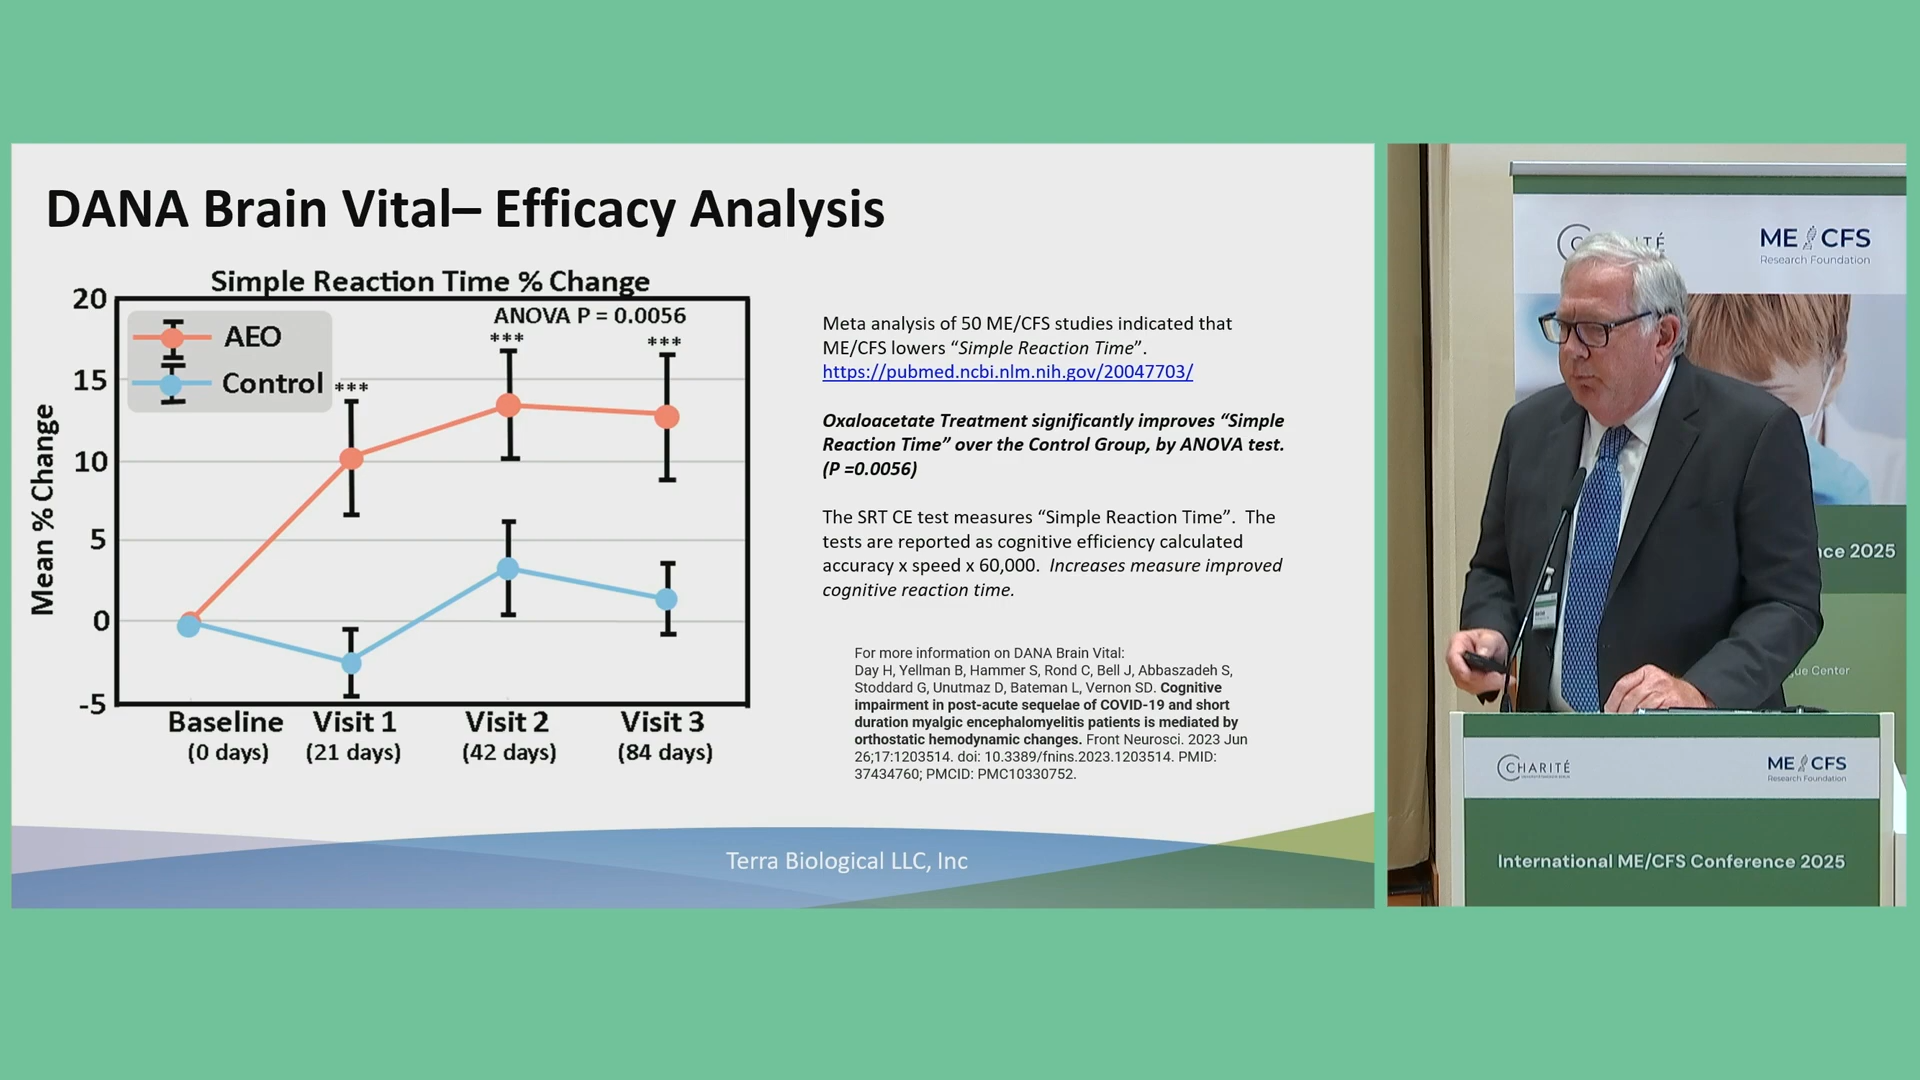 DANA Brain Vital– Efficacy Analysis
Simple Reaction Time % Change
ANOVA P = 0.0056
AEO
Control
***
***
***
Mean % Change
20
15
10
5
0
-5
Baseline
(0 days)
Visit 1
(21 days)
Visit 2
(42 days)
Visit 3
(84 days)
Meta analysis of 50 ME/CFS studies indicated that
ME/CFS lowers “Simple Reaction Time”.
https://pubmed.ncbi.nlm.nih.gov/20047703/
Oxaloacetate Treatment significantly improves “Simple
Reaction Time” over the Control Group, by ANOVA test.
(P =0.0056)
The SRT CE test measures “Simple Reaction Time”.  The
tests are reported as cognitive efficiency calculated
accuracy x speed x 60,000.  Increases measure improved
cognitive reaction time.
For more information on DANA Brain Vital:
Day H, Yellman B, Hammer S, Rond C, Bell J, Abbaszadeh S,
Stoddard G, Unutmaz D, Bateman L, Vernon SD. Cognitive
impairment in post-acute sequelae of COVID-19 and short
duration myalgic encephalomyelitis patients is mediated by
orthostatic hemodynamic changes. Front Neurosci. 2023 Jun
26;17:1203514. doi: 10.3389/fnins.2023.1203514. PMID:
37434760; PMCID: PMC10330752.
Terra Biological LLC, Inc
ME CFS
Research Foundation
2025
Center
CHARITÉ
ME CFS
Research Foundation
International ME/CFS Conference 2025